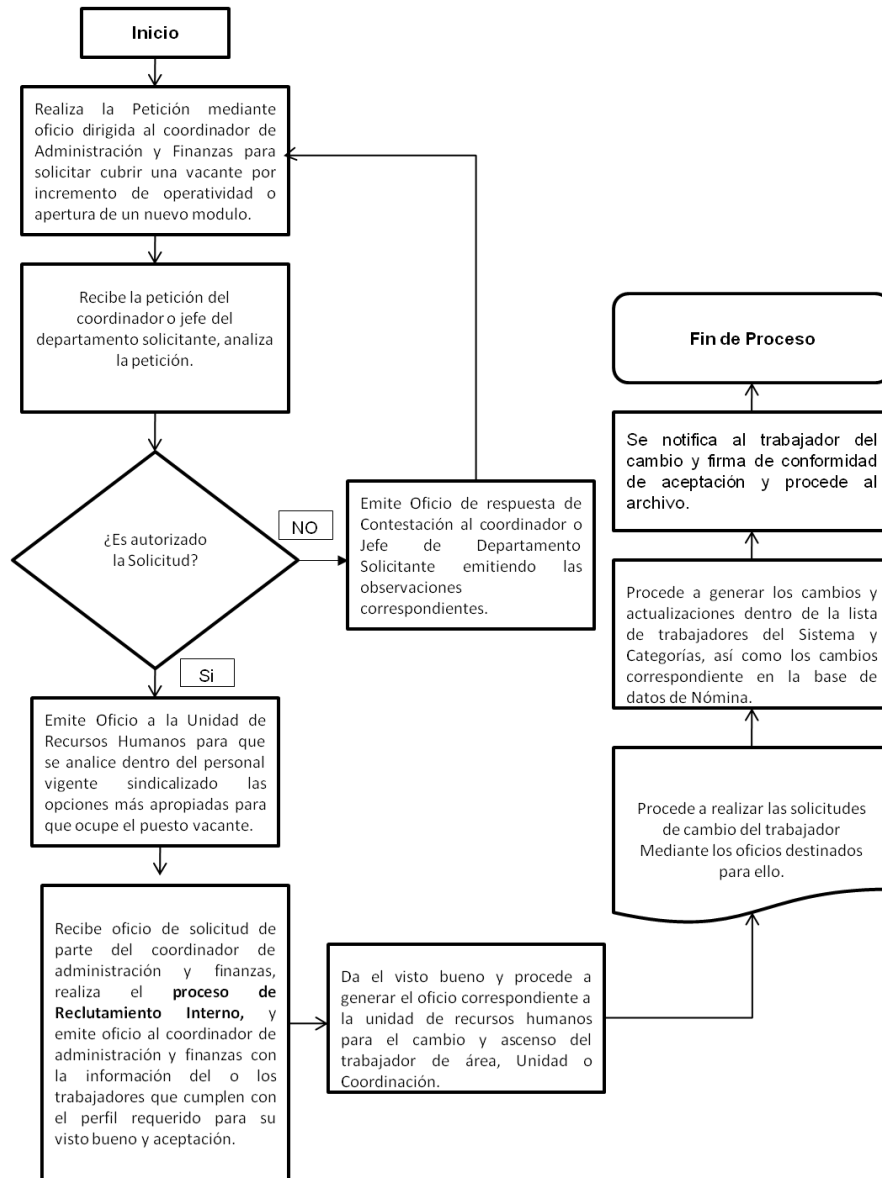 Inicio
Realiza la Petición mediante
oficio dirigida al coordinador de
Administración y Finanzas para
solicitar cubrir una vacante por
incremento de operatividad o
apertura de un nuevo modulo.
Recibe la petición del
coordinador o jefe del
departamento solicitante, analiza
la petición.
¿Es autorizado
la Solicitud?
NO
Emite Oficio de respuesta de
Contestación al coordinador o
Jefe de Departamento
Solicitante emitiendo las
observaciones
correspondientes.
Si
Emite Oficio a la Unidad de
Recursos Humanos para que
se analice dentro del personal
vigente sindicalizado las
opciones más apropiadas para
que ocupe el puesto vacante.
Recibe oficio de solicitud de
parte del coordinador de
administración y finanzas,
realiza el proceso de
Reclutamiento Interno, y
emite oficio al coordinador de
administración y finanzas con
la información del o los
trabajadores que cumplen con
el perfil requerido para su
visto bueno y aceptación.
Da el visto bueno y procede a
generar el oficio correspondiente a
la unidad de recursos humanos
para el cambio y ascenso del
trabajador de área, Unidad o
Coordinación.
Procede a realizar las solicitudes
de cambio del trabajador
Mediante los oficios destinados
para ello.
Procede a generar los cambios y
actualizaciones dentro de la lista
de trabajadores del Sistema y
Categorías, así como los cambios
correspondiente en la base de
datos de Nómina.
Se notifica al trabajador del
cambio y firma de conformidad
de aceptación y procede al
archivo.
Fin de Proceso